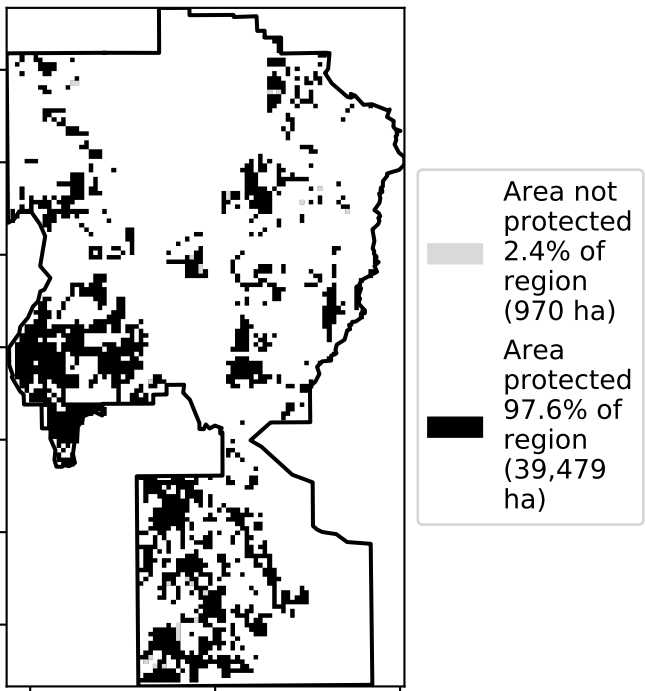 Area not
protected
2.4% of
region
(970 ha)
Area
protected
97.6% of
region
(39,479
ha)